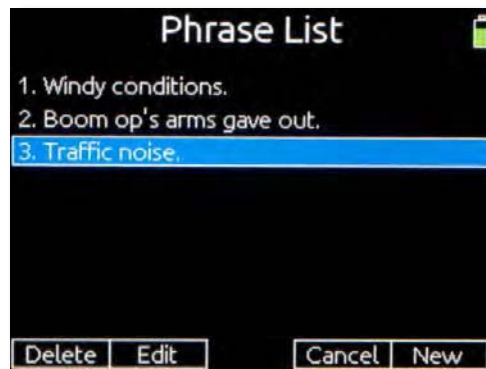 Phrase List
1. Windy conditions.
2. Boom op's arms gave out.
3. Traffic noise.
Delete Edit Cancel New